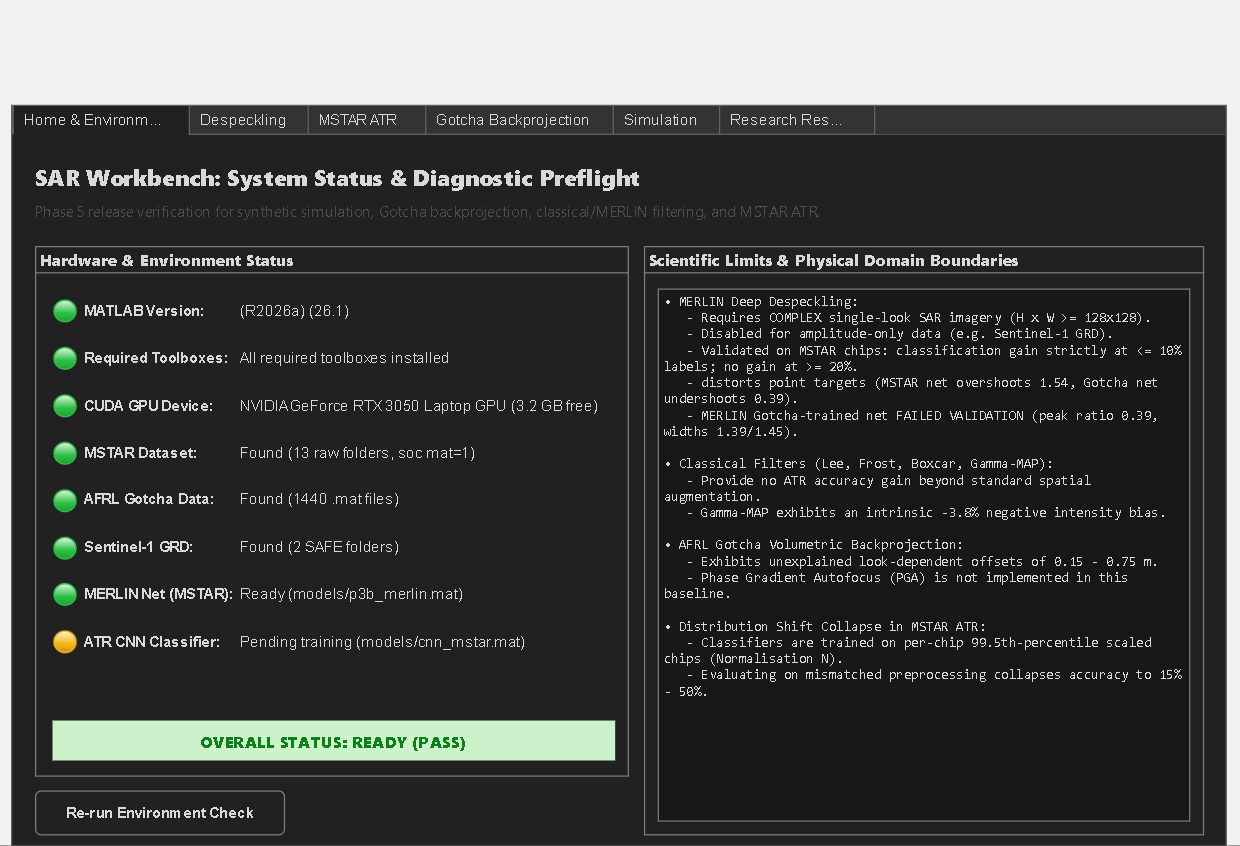 Home & Environm...
Despeckling
MSTAR ATR
Gotcha Backprojection
Simulation
Research Res...
SAR Workbench: System Status & Diagnostic Preflight
Phase 5 release verification for synthetic simulation, Gotcha backprojection, classical/MERLIN filtering, and MSTAR ATR.
Hardware & Environment Status
MATLAB Version: (R2026a) (26.1)
Required Toolboxes: All required toolboxes installed
CUDA GPU Device: NVIDIA GeForce RTX 3050 Laptop GPU (3.2 GB free)
MSTAR Dataset: Found (13 raw folders, soc mat=1)
AFRL Gotcha Data: Found (1440 .mat files)
Sentinel-1 GRD: Found (2 SAFE folders)
MERLIN Net (MSTAR): Ready (models/p3b_merlin.mat)
ATR CNN Classifier: Pending training (models/cnn_mstar.mat)
OVERALL STATUS: READY (PASS)
Re-run Environment Check
Scientific Limits & Physical Domain Boundaries
• MERLIN Deep Despeckling:
- Requires COMPLEX single-look SAR imagery (H x W >= 128x128).
- Disabled for amplitude-only data (e.g. Sentinel-1 GRD).
- Validated on MSTAR chips: classification gain strictly at <= 10%
labels; no gain at >= 20%.
- distorts point targets (MSTAR net overshoots 1.54, Gotcha net
undershoots 0.39).
- MERLIN Gotcha-trained net FAILED VALIDATION (peak ratio 0.39,
widths 1.39/1.45).
• Classical Filters (Lee, Frost, Boxcar, Gamma-MAP):
- Provide no ATR accuracy gain beyond standard spatial
augmentation.
- Gamma-MAP exhibits an intrinsic -3.8% negative intensity bias.
• AFRL Gotcha Volumetric Backprojection:
- Exhibits unexplained look-dependent offsets of 0.15 - 0.75 m.
- Phase Gradient Autofocus (PGA) is not implemented in this
baseline.
• Distribution Shift Collapse in MSTAR ATR:
- Classifiers are trained on per-chip 99.5th-percentile scaled
chips (Normalisation N).
- Evaluating on mismatched preprocessing collapses accuracy to 15%
- 50%.